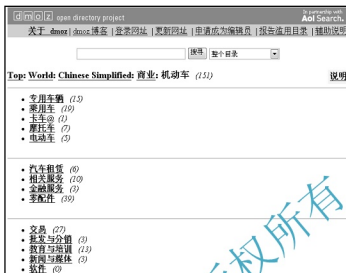 dmoz open directory project
In partnership with
Aol Search.
关于 dmoz | dmoz 博客 | 登录网址 | 更新网址 | 申请成为编辑员 | 报告滥用目录 | 辅助说明
搜寻 整个目录
Top: World: Chinese Simplified: 商业: 机动车 (151)
说明
专用车辆 (15)
乘用车 (19)
卡车@ (1)
摩托车 (7)
电动车 (5)
汽车租赁 (6)
相关服务 (10)
金融服务 (3)
零配件 (39)
交易 (27)
批发与分销 (3)
教育与培训 (13)
新闻与媒体 (3)
软件 (0)
版权所有